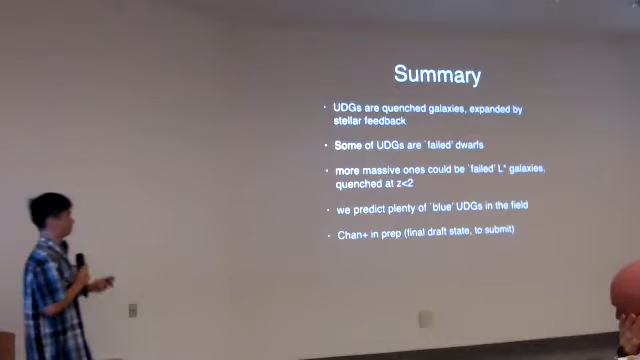 Summary
· UDGs are quenched galaxies, expanded by
stellar feedback
· Some of UDGs are `failed' dwarfs
· more massive ones could be `failed' L* galaxies,
quenched at z<2
· we predict plenty of `blue' UDGs in the field
· Chan+ in prep (final draft state, to submit)